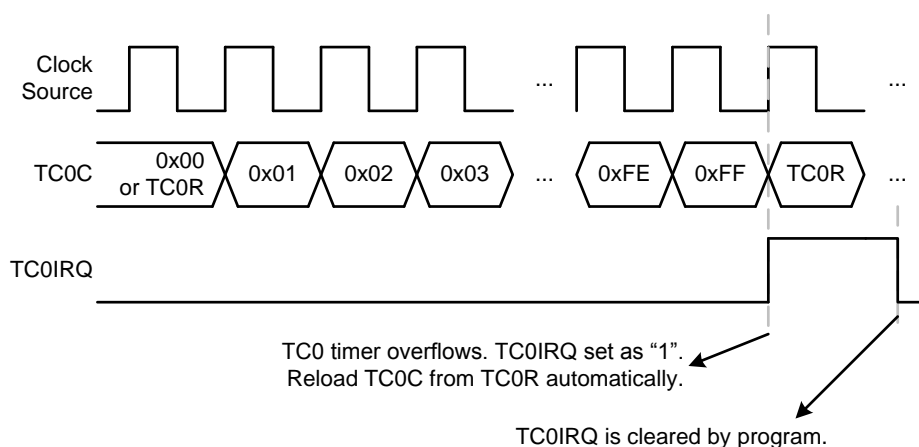 Clock
Source
...
...
TC0C
0x00
or TC0R
0x01
0x02
0x03
...
0xFE
0xFF
TC0R
...
TC0IRQ
TC0 timer overflows. TC0IRQ set as “1”.
Reload TC0C from TC0R automatically.
TC0IRQ is cleared by program.